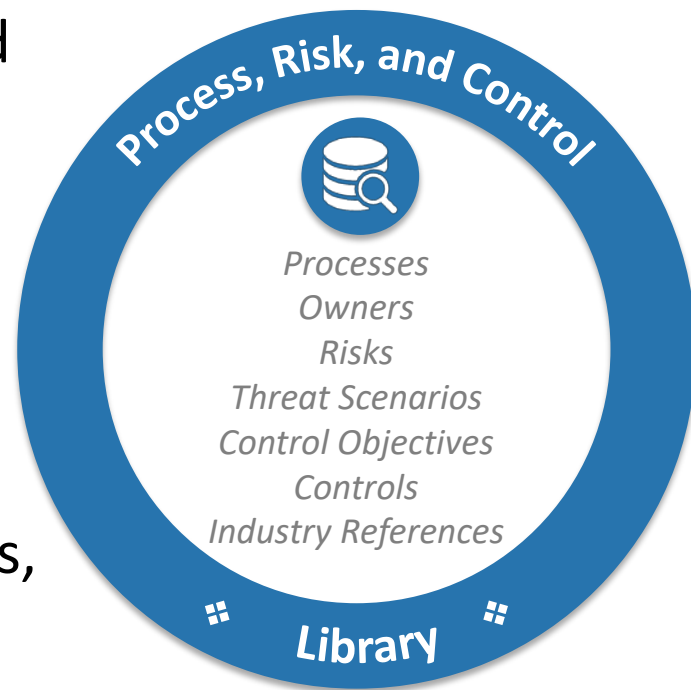 d
Process, Risk, and Control
Processes
Owners
Risks
Threat Scenarios
Control Objectives
Controls
Industry References
s,
Library